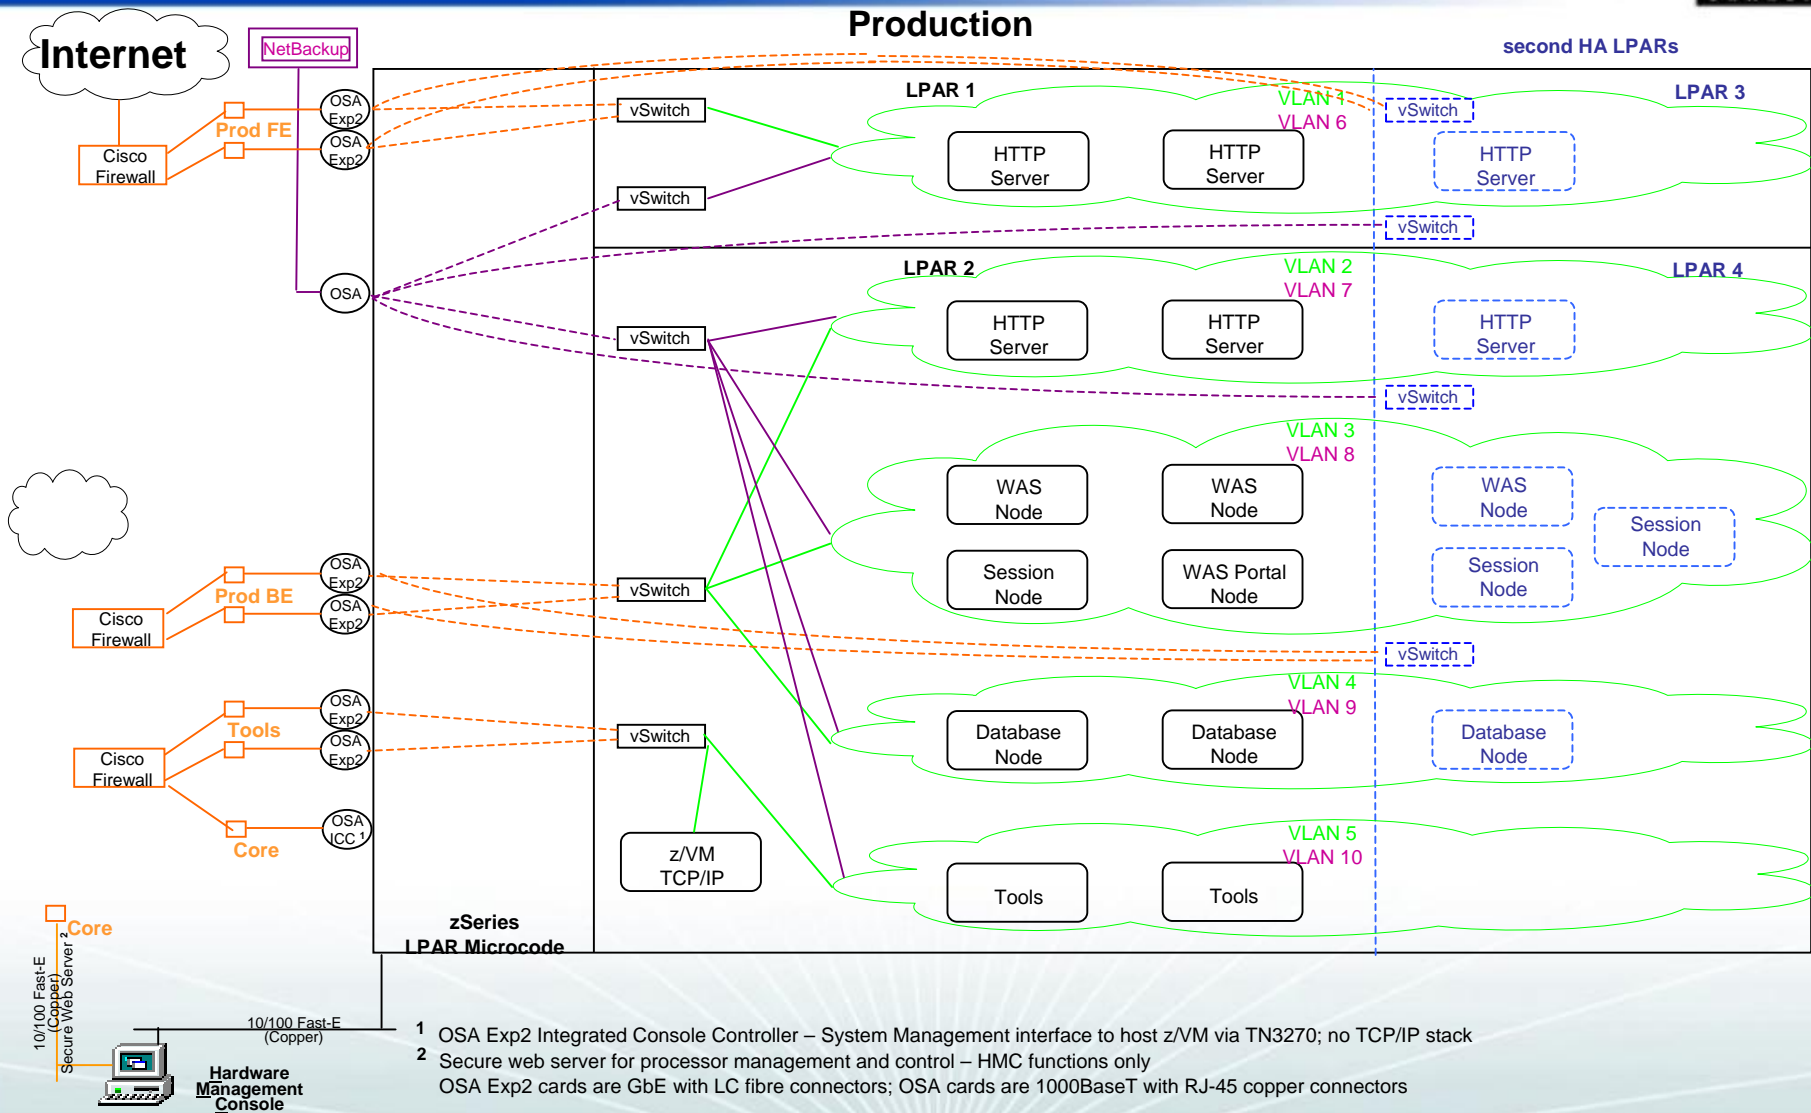 Production
second HA LPARs
Internet
NetBackup
LPAR 1
LPAR 3
OSA
Exp2
Prod FE
OSA
Exp2
Cisco
Firewall
vSwitch
vSwitch
VLAN 1
VLAN 6
vSwitch
HTTP
Server
HTTP
Server
HTTP
Server
vSwitch
OSA
LPAR 2
VLAN 2
VLAN 7
LPAR 4
vSwitch
HTTP
Server
HTTP
Server
HTTP
Server
vSwitch
VLAN 3
VLAN 8
WAS
Node
WAS
Node
WAS
Node
Session
Node
Session
Node
WAS Portal
Node
Session
Node
OSA
Exp2
Prod BE
OSA
Exp2
Cisco
Firewall
vSwitch
vSwitch
OSA
Exp2
Tools
OSA
Exp2
Cisco
Firewall
vSwitch
VLAN 4
VLAN 9
Database
Node
Database
Node
Database
Node
OSA
ICC 1
Core
z/VM
TCP/IP
VLAN 5
VLAN 10
Tools
Tools
zSeries
LPAR Microcode
Core
10/100 Fast-E
(Copper)
Secure Web Server 2
10/100 Fast-E
(Copper)
Hardware
Management
Console
1 OSA Exp2 Integrated Console Controller – System Management interface to host z/VM via TN3270; no TCP/IP stack
2 Secure web server for processor management and control – HMC functions only
OSA Exp2 cards are GbE with LC fibre connectors; OSA cards are 1000BaseT with RJ-45 copper connectors